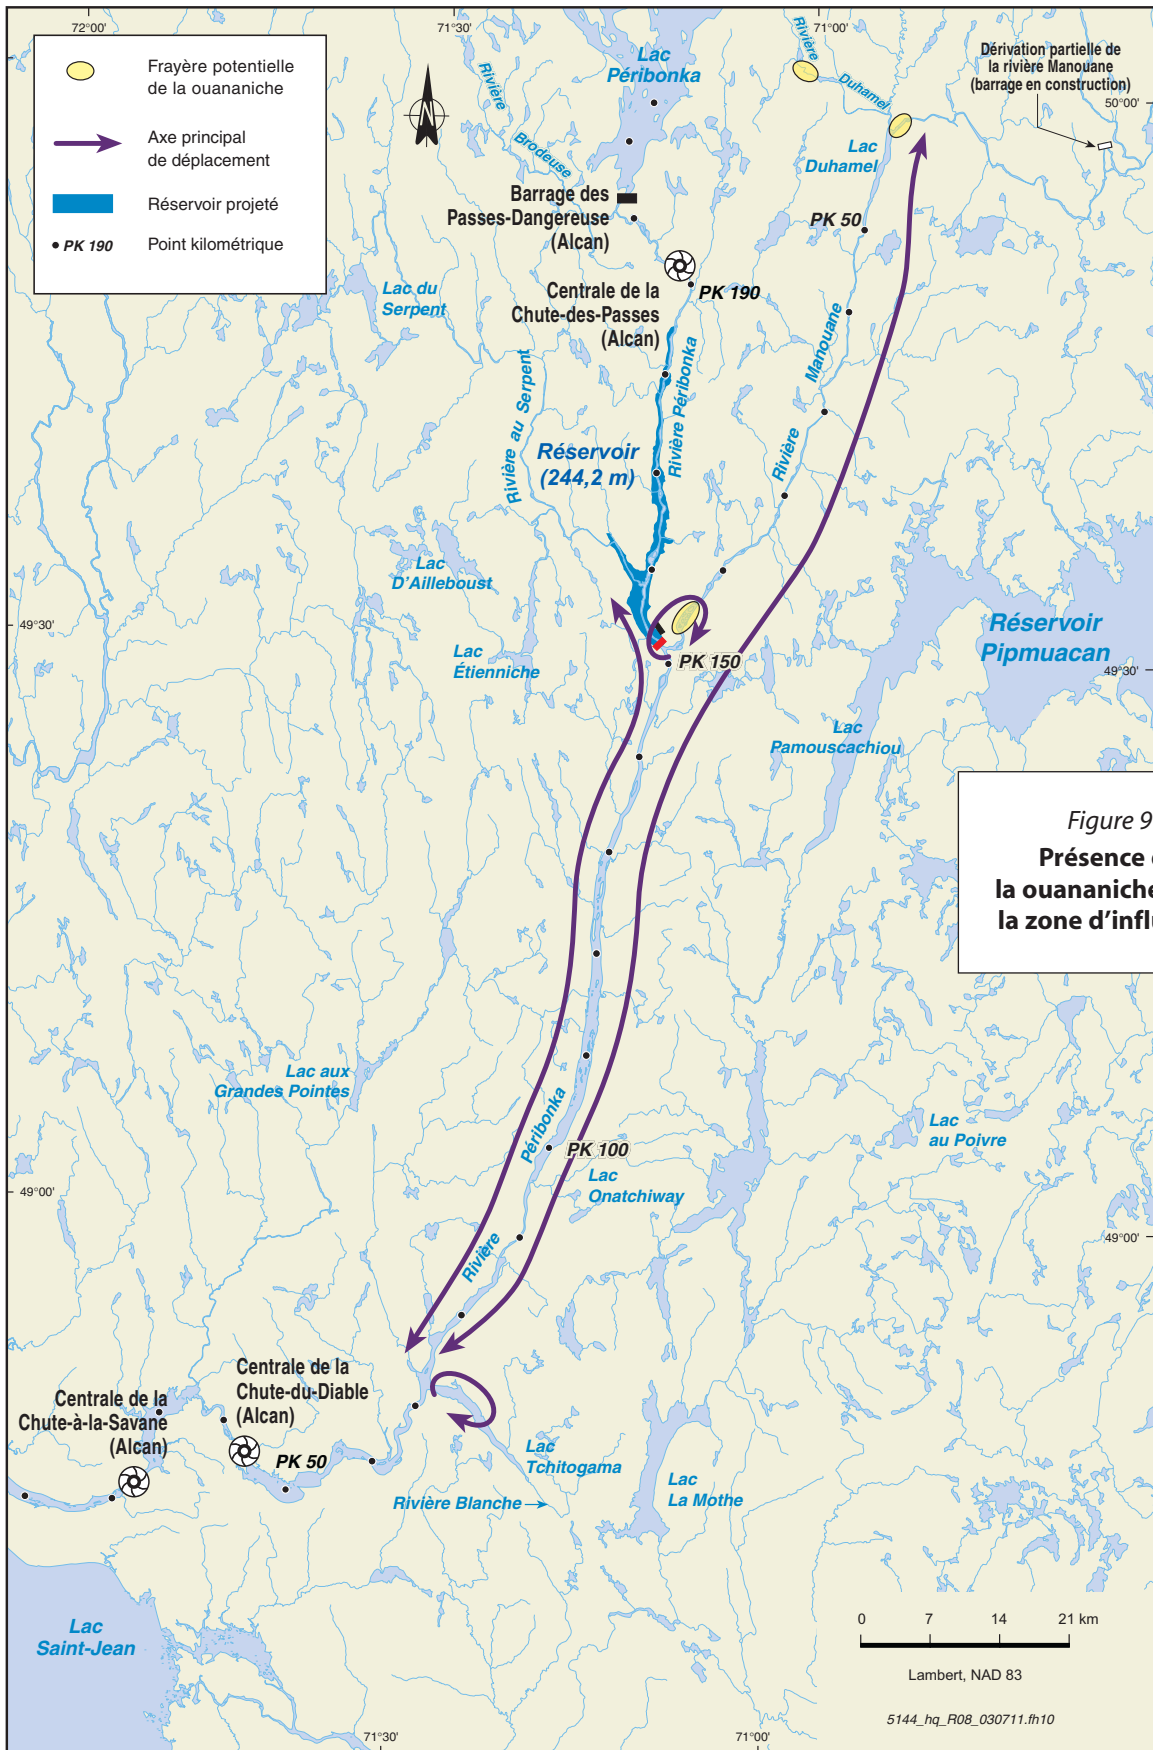 72°00'
71°30'
71°00'
Frayère potentielle
de la ouananiche
Axe principal
de déplacement
Réservoir projeté
PK 190
Point kilométrique
Lac
Péribonka
Rivière
Brodeuse
Rivière
Duhamel
Dérivation partielle de
la rivière Manouane
(barrage en construction)
50°00'
Lac
Duhamel
Barrage des
Passes-Dangereuse
(Alcan)
PK 50
Centrale de la
Chute-des-Passes
(Alcan)
PK 190
Lac du
Serpent
Rivière au Serpent
Rivière Péribonka
Manouane
Rivière
Réservoir
(244,2 m)
Lac
D'Ailleboust
49°30'
Lac
Étienniche
PK 150
Réservoir
Pipmuacan
49°30'
Lac
Pamouscachiou
Figure 9
Présence
la ouananiche
la zone d'influ
Lac aux
Grandes Pointes
Péribonka
Rivière
PK 100
Lac
Onatchiway
Lac
au Poivre
49°00'
49°00'
Centrale de la
Chute-du-Diable
(Alcan)
Centrale de la
Chute-à-la-Savane
(Alcan)
PK 50
Lac
Tchitogama
Rivière Blanche
Lac
La Mothe
Lac
Saint-Jean
0 7 14 21 km
Lambert, NAD 83
5144_hq_R08_030711.fh10
71°30'
71°00'